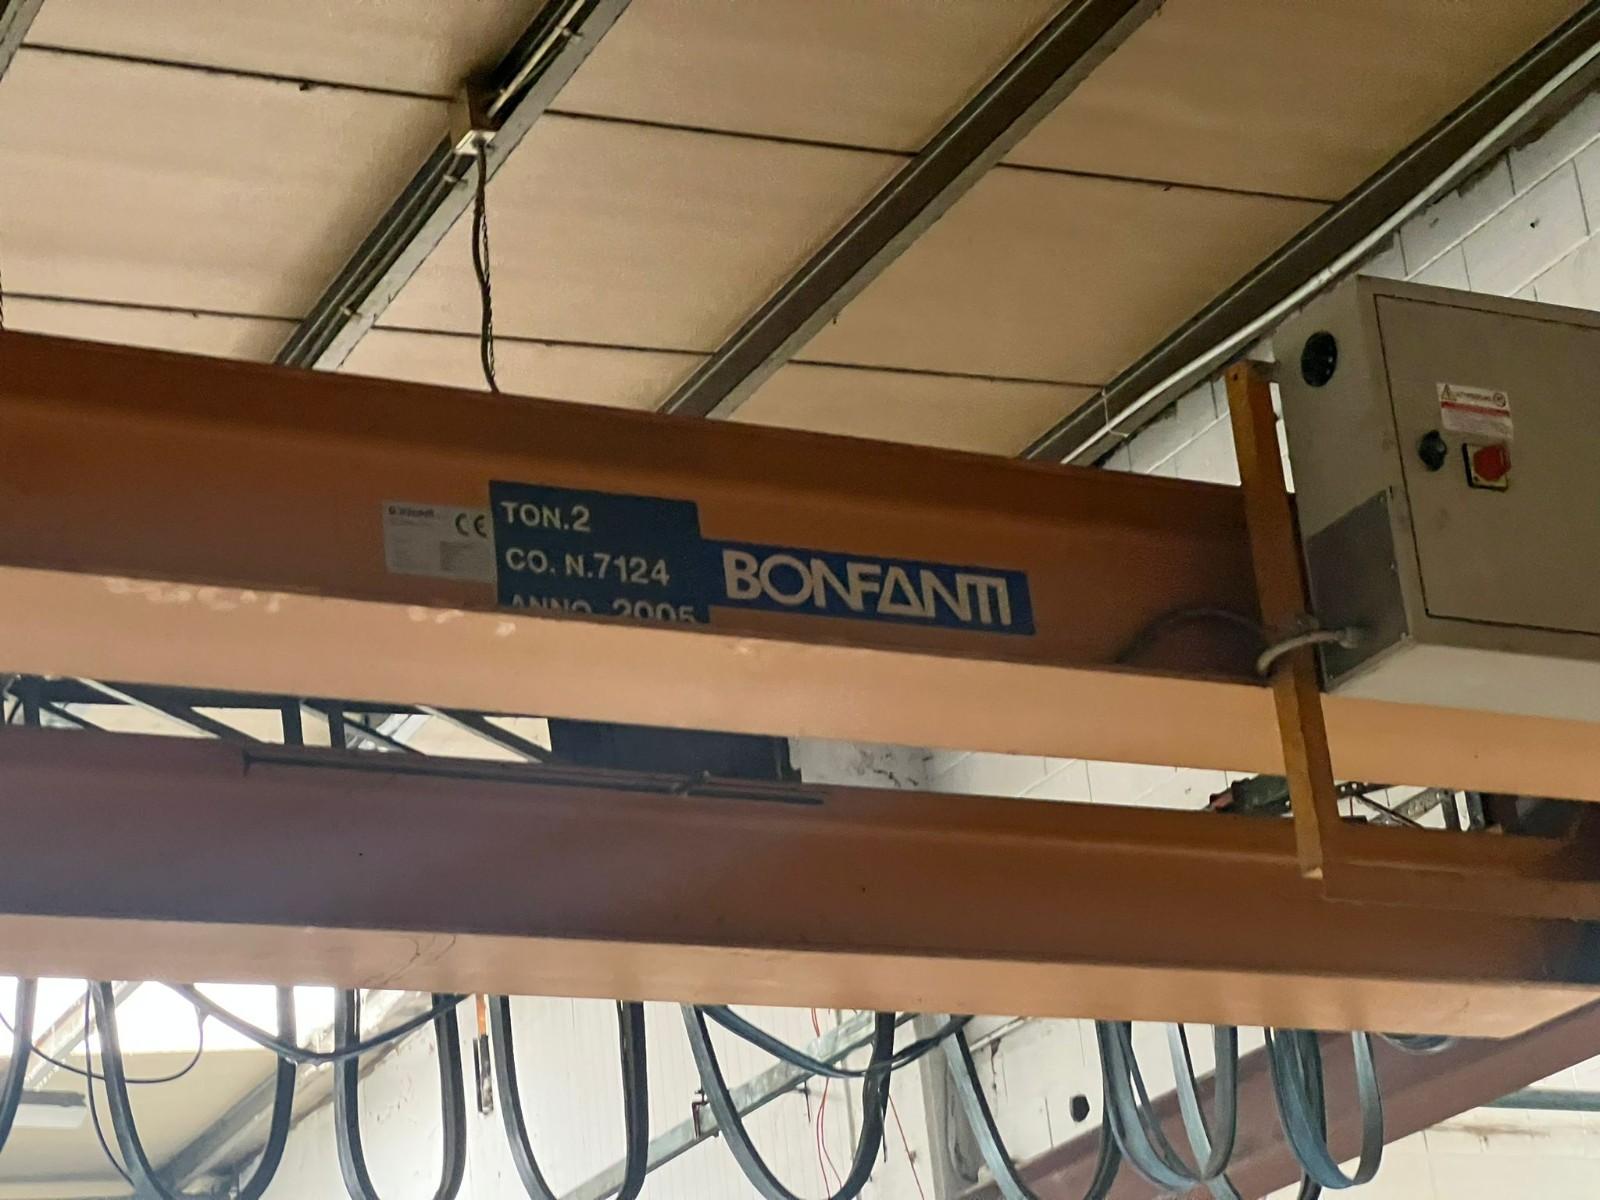 TON.2
CO. N.7124
ANNO 2005
BONFANTI
CE